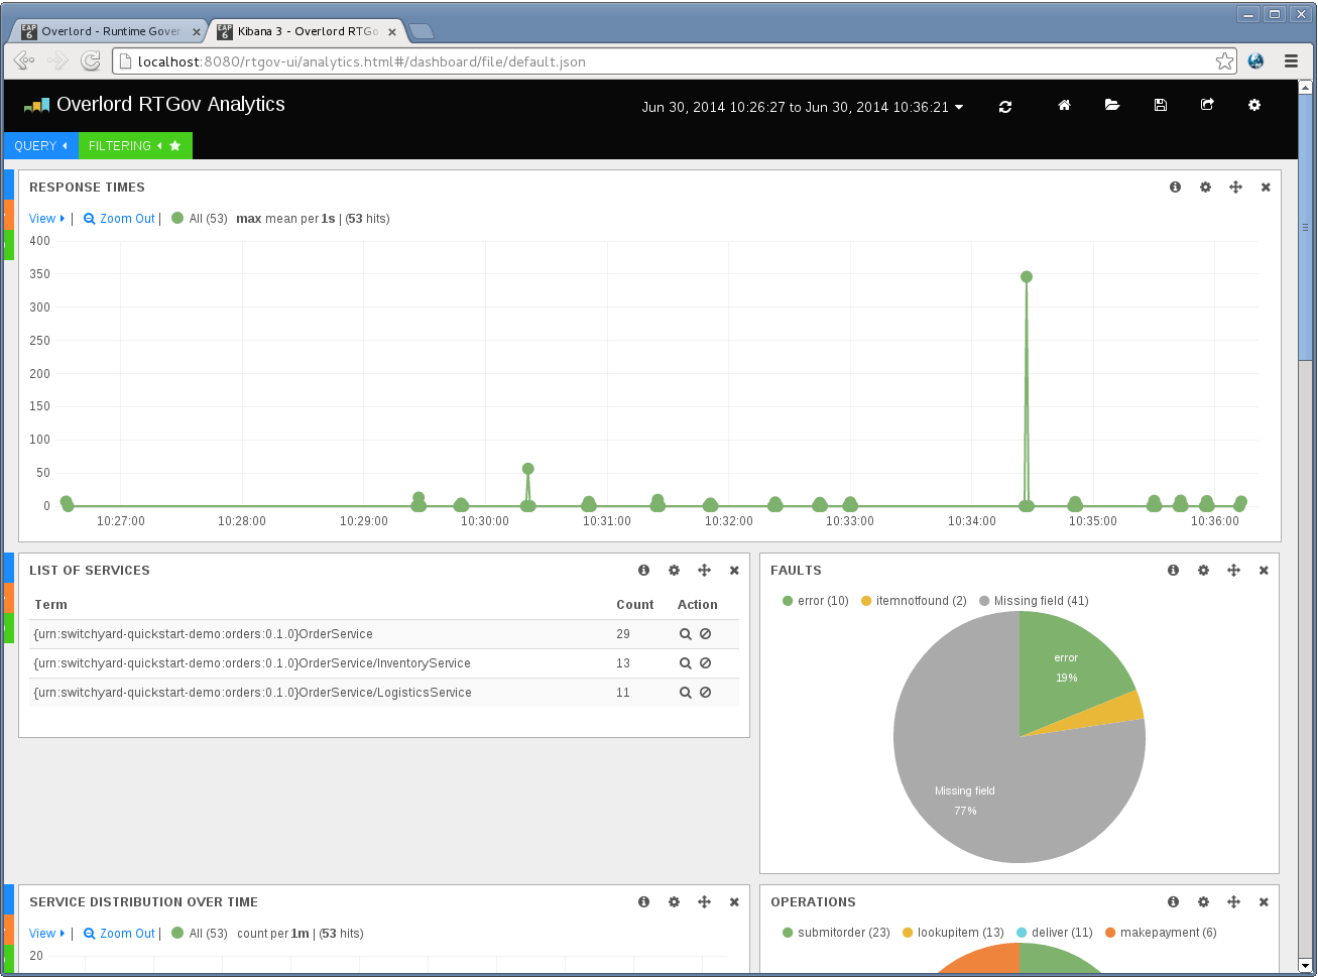 Overlord - Runtime Gover
Kibana 3 - Overlord RTGo
localhost:8080/rtgov-ui/analytics.html#/dashboard/file/default.json
Overlord RTGov Analytics
Jun 30, 2014 10:26:27 to Jun 30, 2014 10:36:21
QUERY
FILTERING
RESPONSE TIMES
View | Zoom Out | All (53) max mean per 1s | (53 hits)
400
350
300
250
200
150
100
50
0
10:27:00 10:28:00 10:29:00 10:30:00 10:31:00 10:32:00 10:33:00 10:34:00 10:35:00 10:36:00
LIST OF SERVICES
Term Count Action
{urn:switchyard-quickstart-demo:orders:0.1.0}OrderService 29
{urn:switchyard-quickstart-demo:orders:0.1.0}OrderService/InventoryService 13
{urn:switchyard-quickstart-demo:orders:0.1.0}OrderService/LogisticsService 11
FAULTS
error (10) itemnotfound (2) Missing field (41)
error
19%
Missing field
77%
SERVICE DISTRIBUTION OVER TIME
View | Zoom Out | All (53) count per 1m | (53 hits)
20
OPERATIONS
submitorder (23) lookupitem (13) deliver (11) makepayment (6)